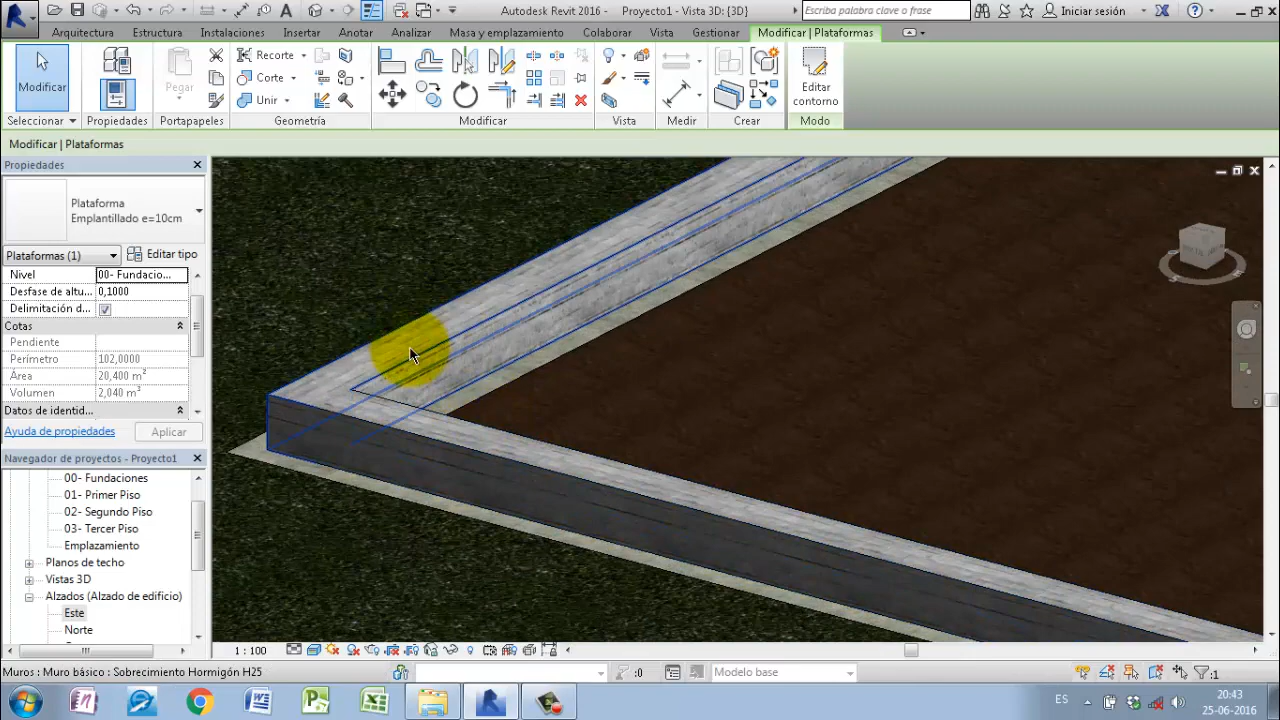 Autodesk Revit 2016 - Proyecto1 - Vista 3D: {3D}
Escriba palabra clave o frase
Iniciar sesión
Arquitectura
Estructura
Instalaciones
Insertar
Anotar
Analizar
Masa y emplazamiento
Colaborar
Vista
Gestionar
Modificar | Plataformas
Modificar
Pegar
Recorte
Corte
Unir
Editar
contorno
Seleccionar
Propiedades
Portapapeles
Geometría
Modificar
Vista
Medir
Crear
Modo
Modificar | Plataformas
Propiedades
Plataforma
Emplantillado e=10cm
Plataformas (1)
Editar tipo
Nivel
00- Fundacio...
Desfase de altu...
0,1000
Delimitación d...
Cotas
Pendiente
Perímetro
102,0000
Área
20,400 m²
Volumen
2,040 m³
Datos de identid...
Ayuda de propiedades
Aplicar
Navegador de proyectos - Proyecto1
00- Fundaciones
01- Primer Piso
02- Segundo Piso
03- Tercer Piso
Emplazamiento
Planos de techo
Vistas 3D
Alzados (Alzado de edificio)
Este
Norte
1 : 100
Muros : Muro básico : Sobrecimiento Hormigón H25
:0
Modelo base
:1
ES
20:43
25-06-2016